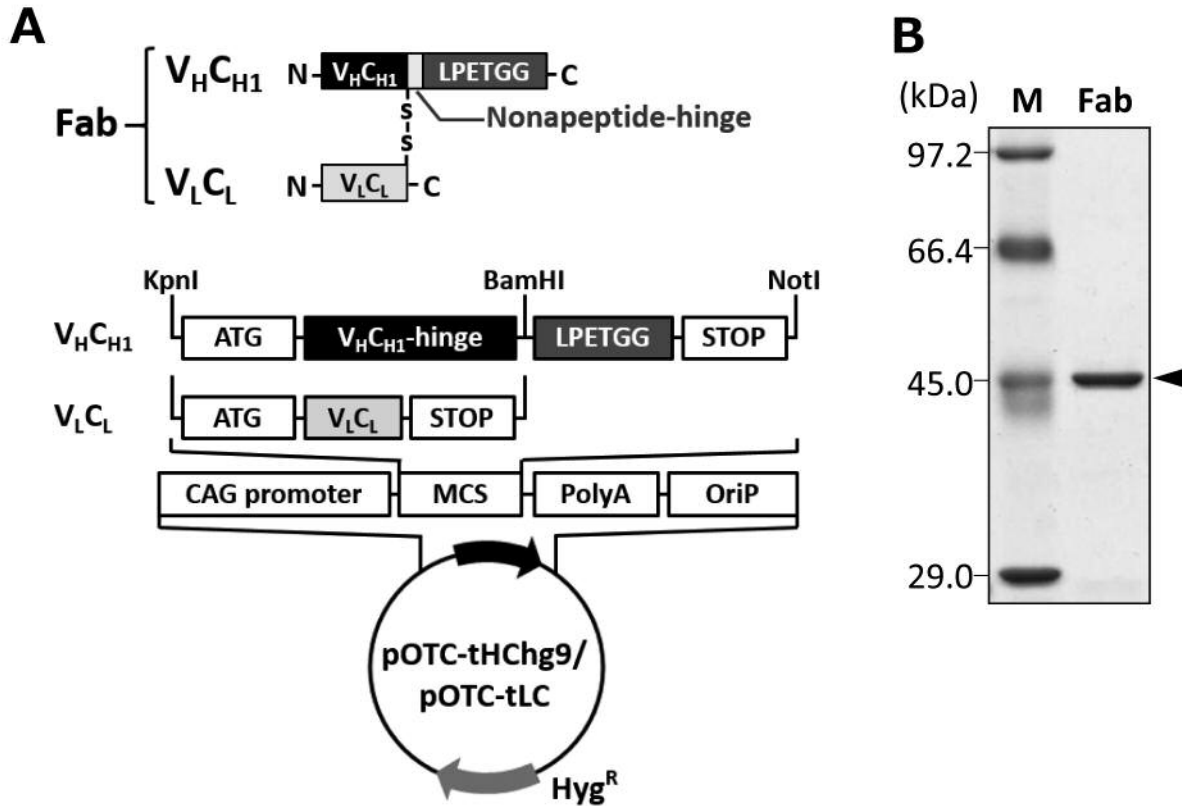 A
Fab
VHCH1
N
VHCH1
LPETGG
C
S
S
Nonapeptide-hinge
VLCL
N
VLCL
C
KpnI
BamHI
NotI
VHCH1
ATG
VHCH1-hinge
LPETGG
STOP
VLCL
ATG
VLCL
STOP
CAG promoter
MCS
PolyA
OriP
pOTC-tHChg9/
pOTC-tLC
HygR
B
(kDa)
M
Fab
97.2
66.4
45.0
29.0